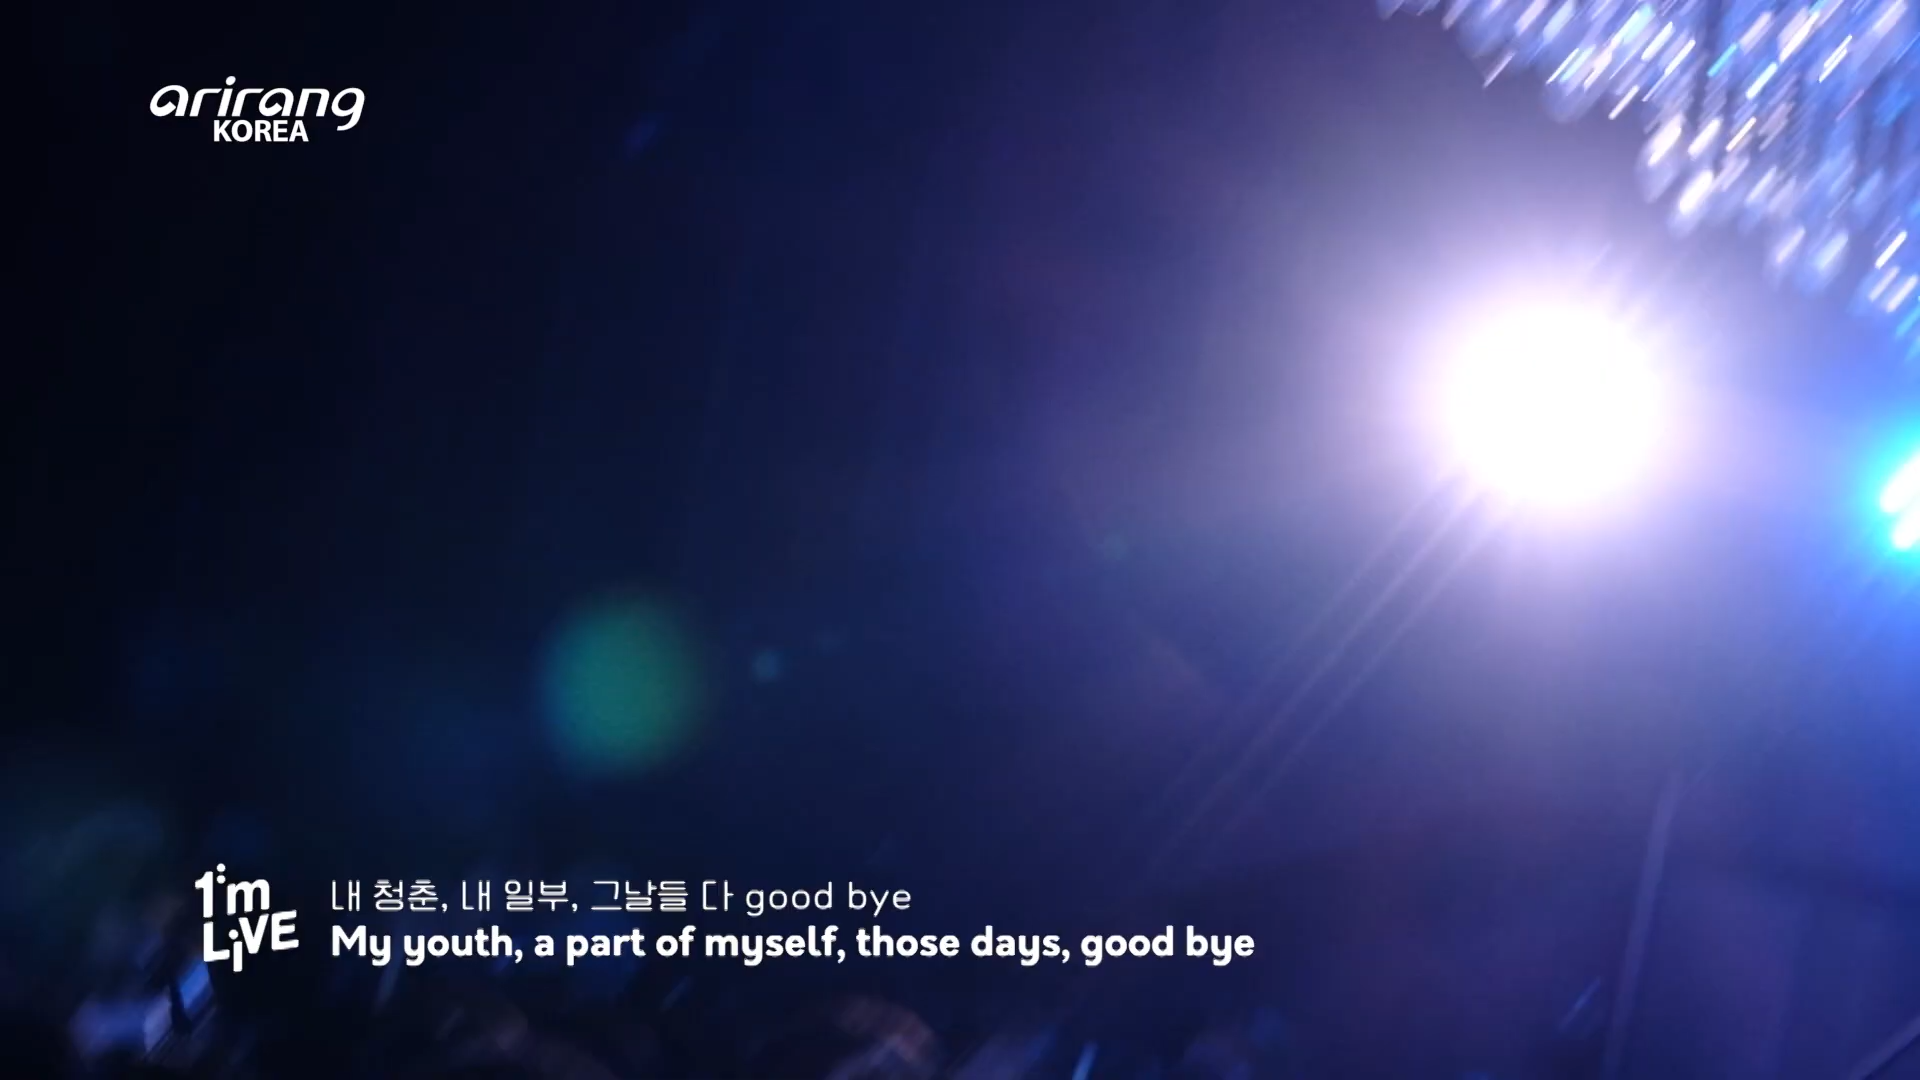 arirang
KOREA
I'm
LiVE
내 청춘, 내 일부, 그날들 다 good bye
My youth, a part of myself, those days, good bye